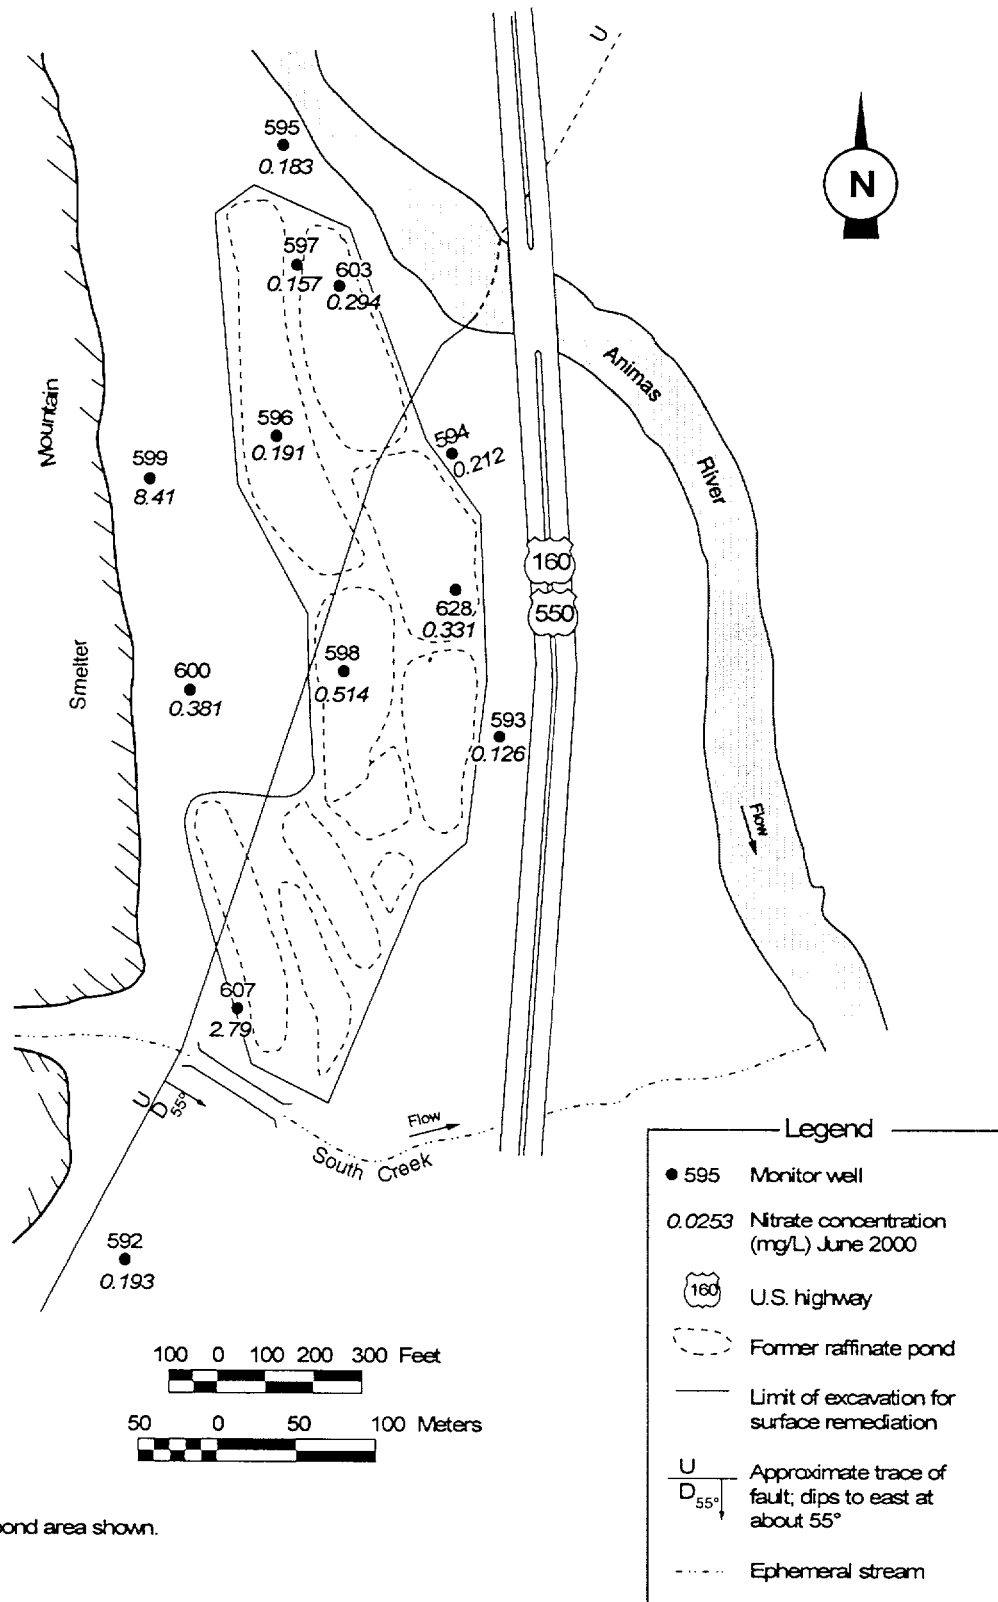 U
595
0.183
N
597
0.157
603
0.294
Animas
River
Mountain
Smelter
596
0.191
594
0.212
599
8.41
160
550
628
0.331
598
0.514
600
0.381
593
0.126
Flow
607
2.79
U
D 55°
Flow
South Creek
592
0.193
100 0 100 200 300 Feet
50 0 50 100 Meters
pond area shown.
Legend
595 Monitor well
0.0253 Nitrate concentration
(mg/L) June 2000
160 U.S. highway
Former raffinate pond
Limit of excavation for
surface remediation
U
D 55°
Approximate trace of
fault; dips to east at
about 55°
Ephemeral stream